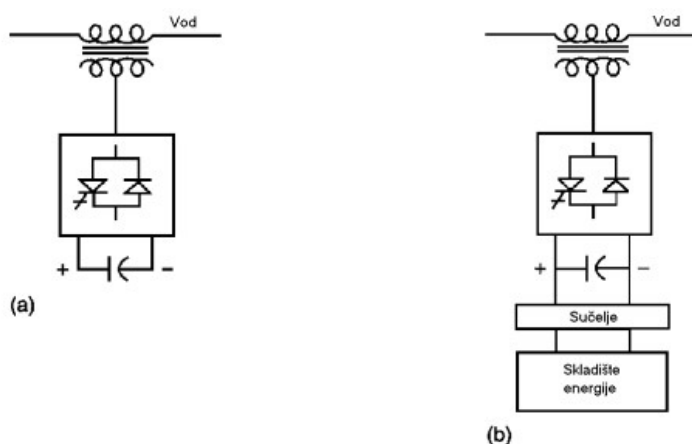 Vod
+ −
(a)
Vod
+ −
Sučelje
Skladište
energije
(b)